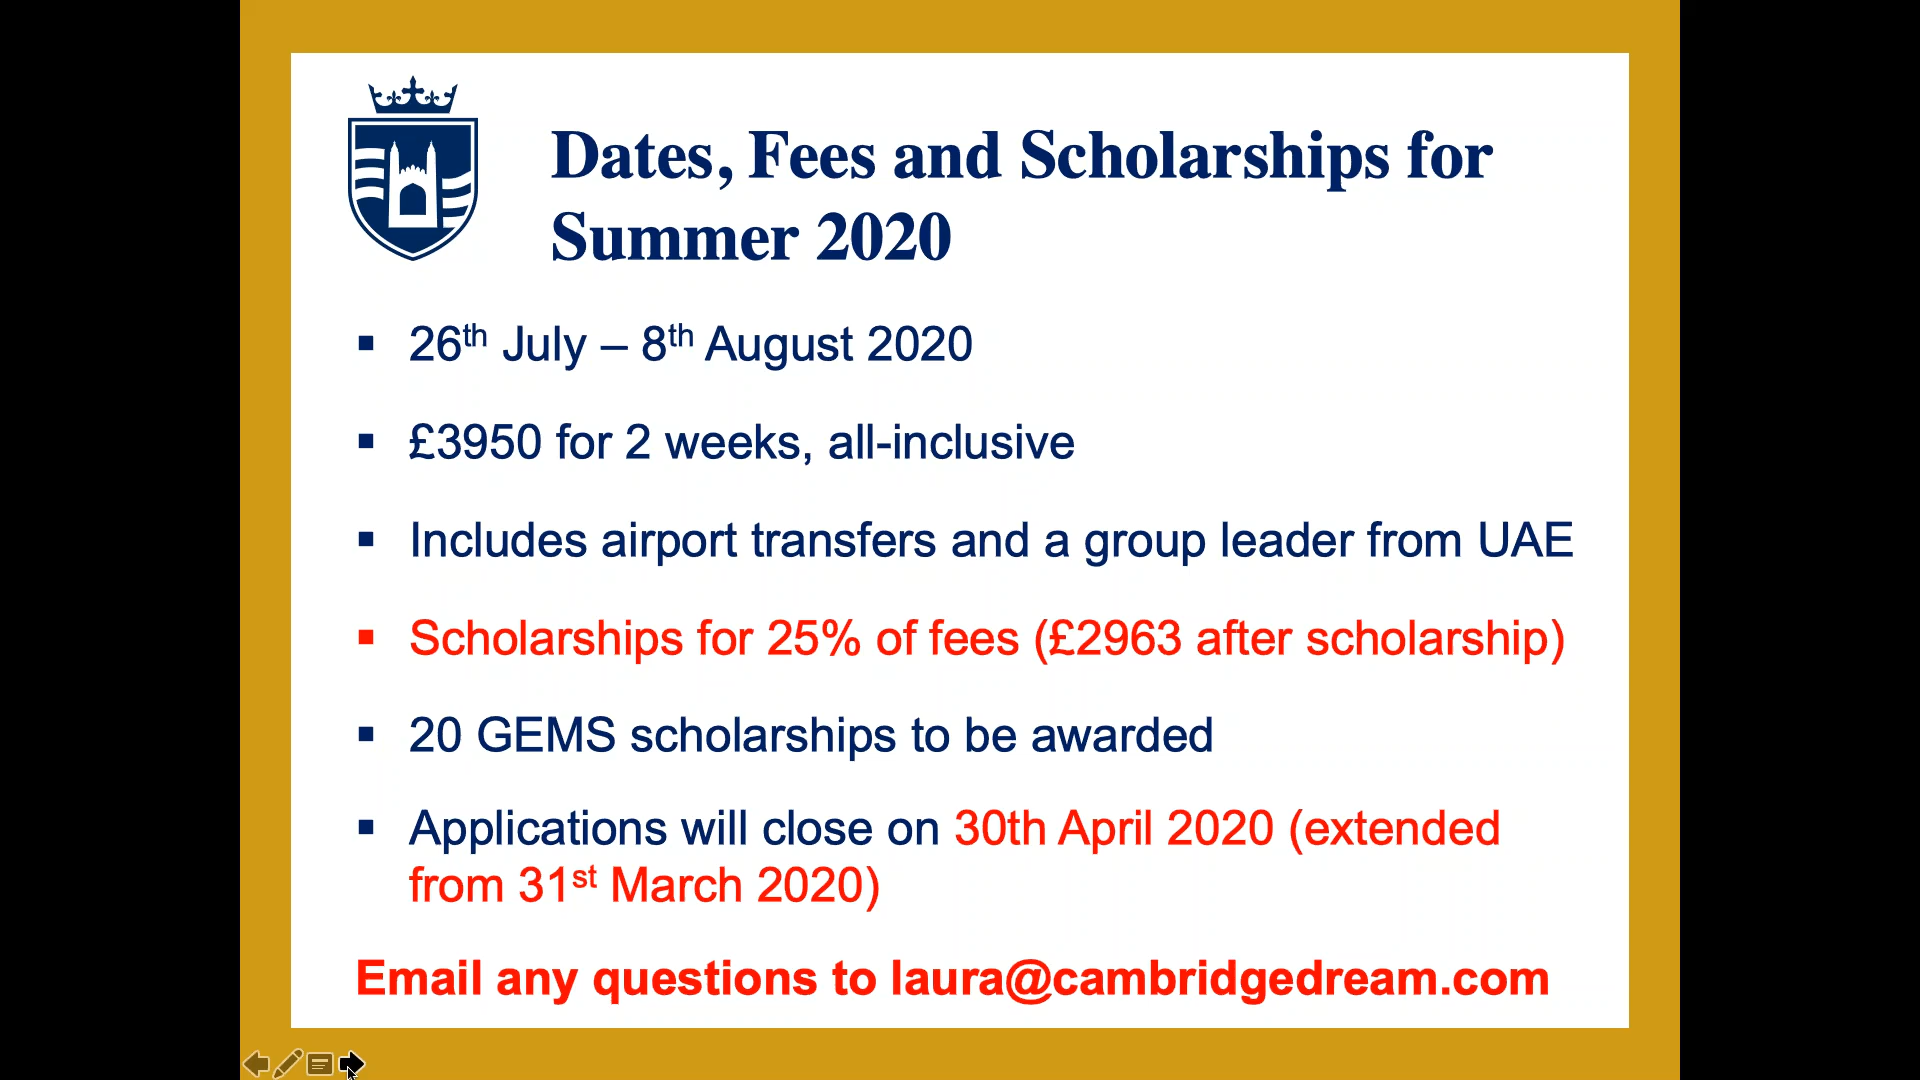 Dates, Fees and Scholarships for
Summer 2020
▪ 26th July – 8th August 2020
▪ £3950 for 2 weeks, all-inclusive
▪ Includes airport transfers and a group leader from UAE
▪ Scholarships for 25% of fees (£2963 after scholarship)
▪ 20 GEMS scholarships to be awarded
▪ Applications will close on 30th April 2020 (extended
from 31st March 2020)
Email any questions to laura@cambridgedream.com